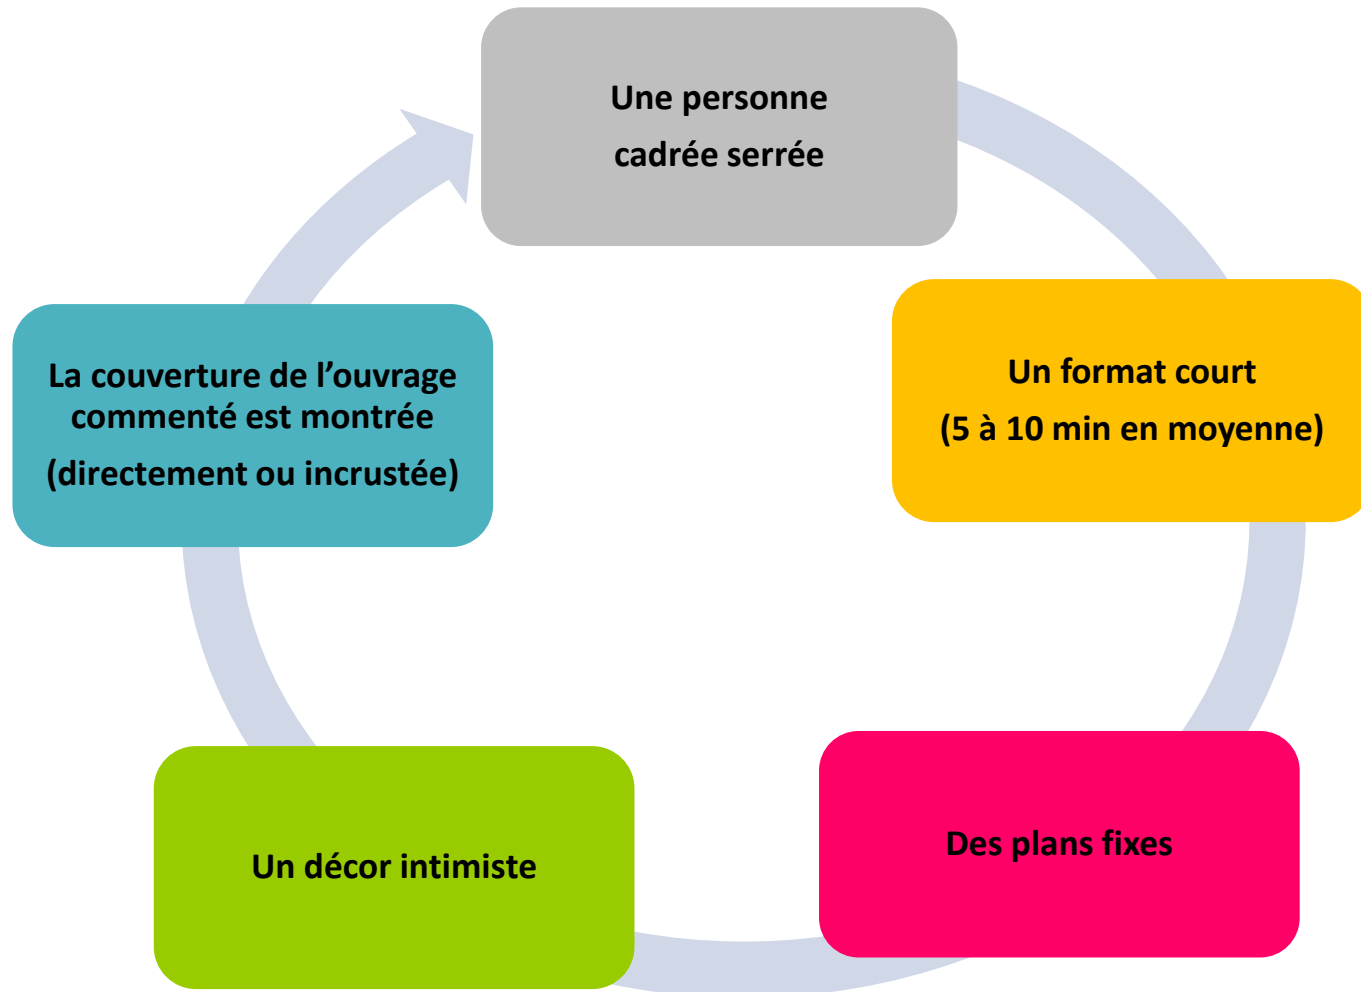 Une personne
cadrée serrée
Un format court
(5 à 10 min en moyenne)
Des plans fixes
Un décor intimiste
La couverture de l’ouvrage
commenté est montrée
(directement ou incrustée)